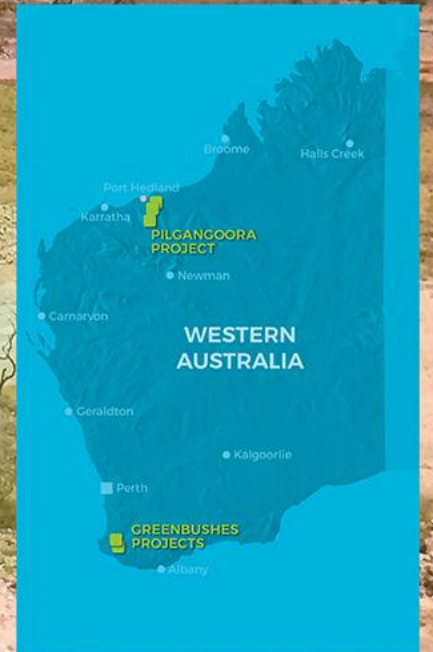 Broome
Halls Creek
Port Hedland
Karratha
PILGANGOORA
PROJECT
Newman
Carnarvon
WESTERN
AUSTRALIA
Geraldton
Kalgoorlie
Perth
GREENBUSHES
PROJECTS
Albany